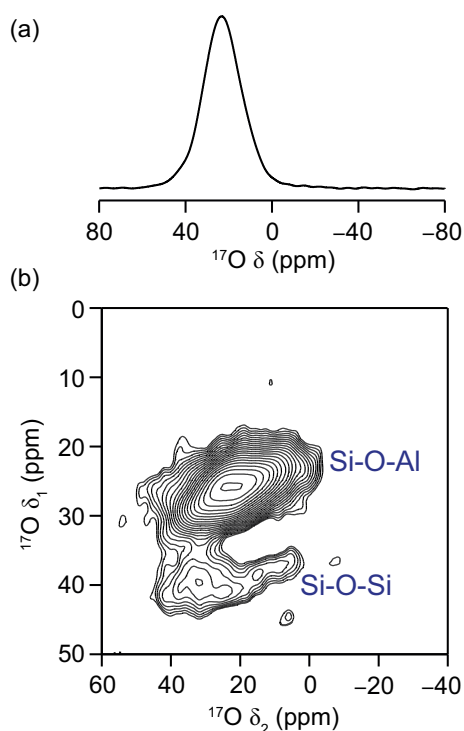 (a)
80 40 0 −40 −80
¹⁷O δ (ppm)
(b)
0
10
20
30
40
50
¹⁷O δ₁ (ppm)
Si-O-Al
Si-O-Si
60 40 20 0 −20 −40
¹⁷O δ₂ (ppm)